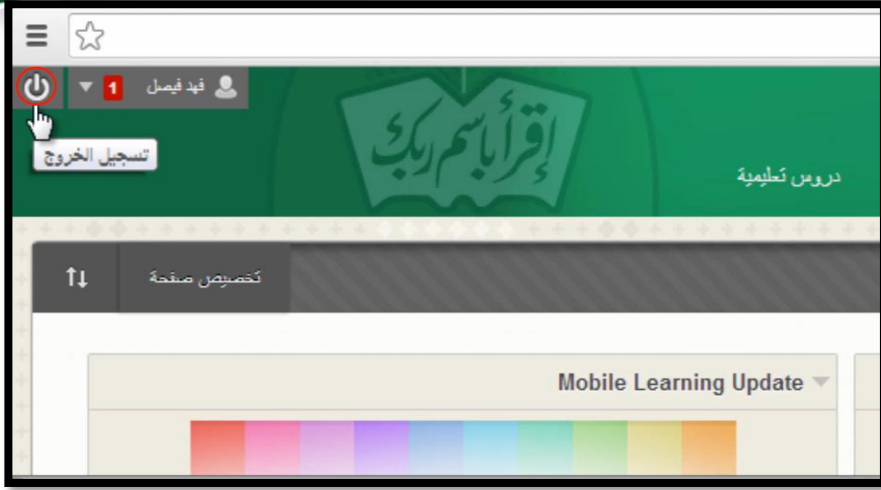 فهد فيصل 1
تسجيل الخروج
إقرأ باسم ربك
دروس تعليمية
تخصيص صفحة
Mobile Learning Update